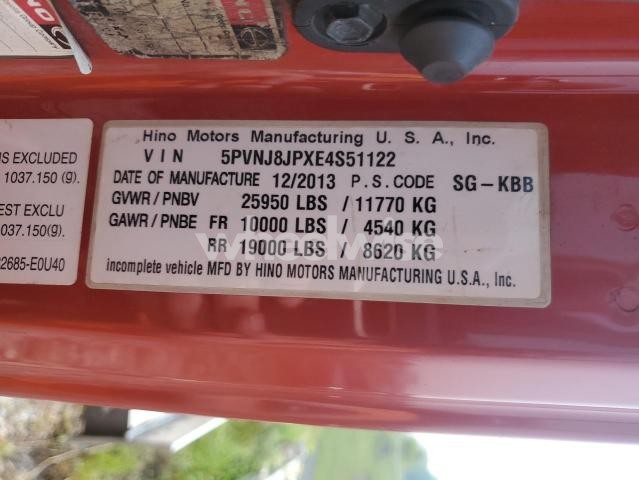 Hino Motors Manufacturing U. S. A., Inc.
VIN 5PVNJ8JPXE4S51122
DATE OF MANUFACTURE 12/2013 P.S.CODE SG-KBB
GVWR/PNBV 25950 LBS / 11770 KG
GAWR/PNBE FR 10000 LBS / 4540 KG
RR 19000 LBS / 8620 KG
incomplete vehicle MFD BY HINO MOTORS MANUFACTURING U.S.A., Inc.
EXCLUDED
1037.150 (9).
EST EXCLU
037.150(9).
2685-E0U40